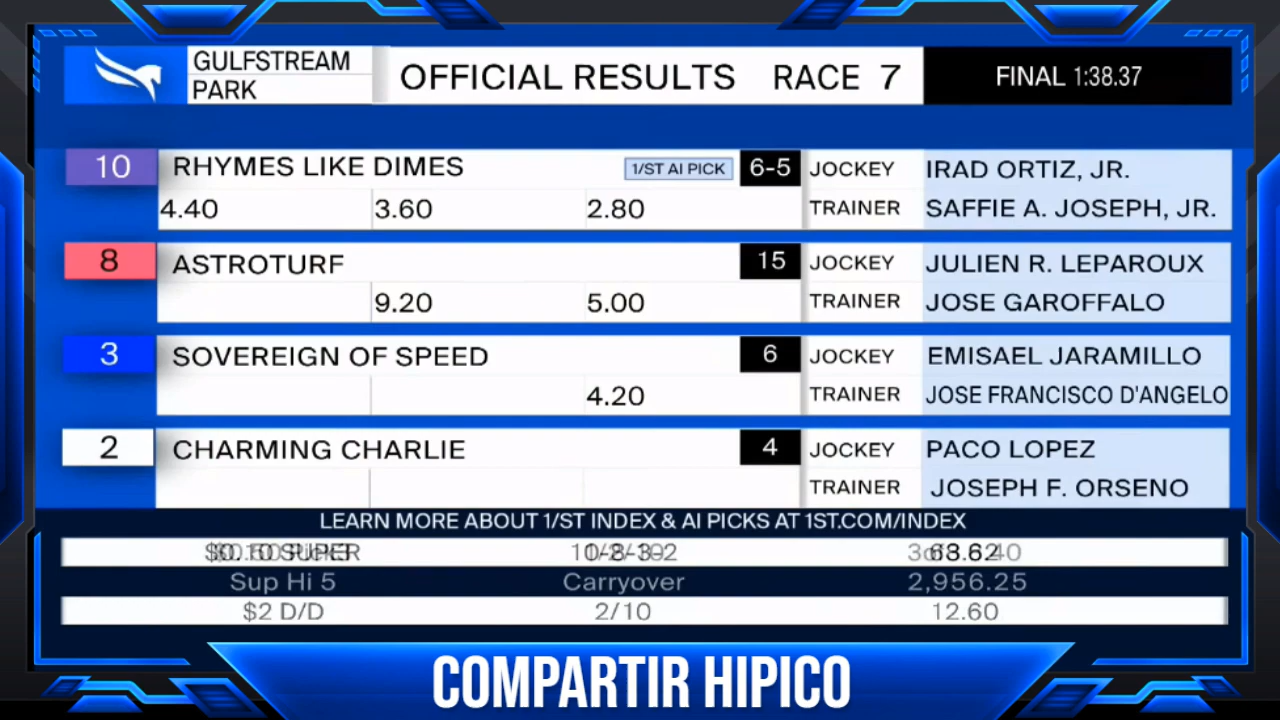 GULFSTREAM
PARK
OFFICIAL RESULTS RACE 7
FINAL 1:38.37
10 RHYMES LIKE DIMES 1/ST AI PICK 6-5 JOCKEY IRAD ORTIZ, JR.
4.40 3.60 2.80 TRAINER SAFFIE A. JOSEPH, JR.
8 ASTROTURF 15 JOCKEY JULIEN R. LEPAROUX
9.20 5.00 TRAINER JOSE GAROFFALO
3 SOVEREIGN OF SPEED 6 JOCKEY EMISAEL JARAMILLO
4.20 TRAINER JOSE FRANCISCO D'ANGELO
2 CHARMING CHARLIE 4 JOCKEY PACO LOPEZ
TRAINER JOSEPH F. ORSENO
LEARN MORE ABOUT 1/ST INDEX & AI PICKS AT 1ST.COM/INDEX
SUPER
Sup Hi 5 Carryover 2,956.25
$2 D/D 2/10 12.60
COMPARTIR HIPICO